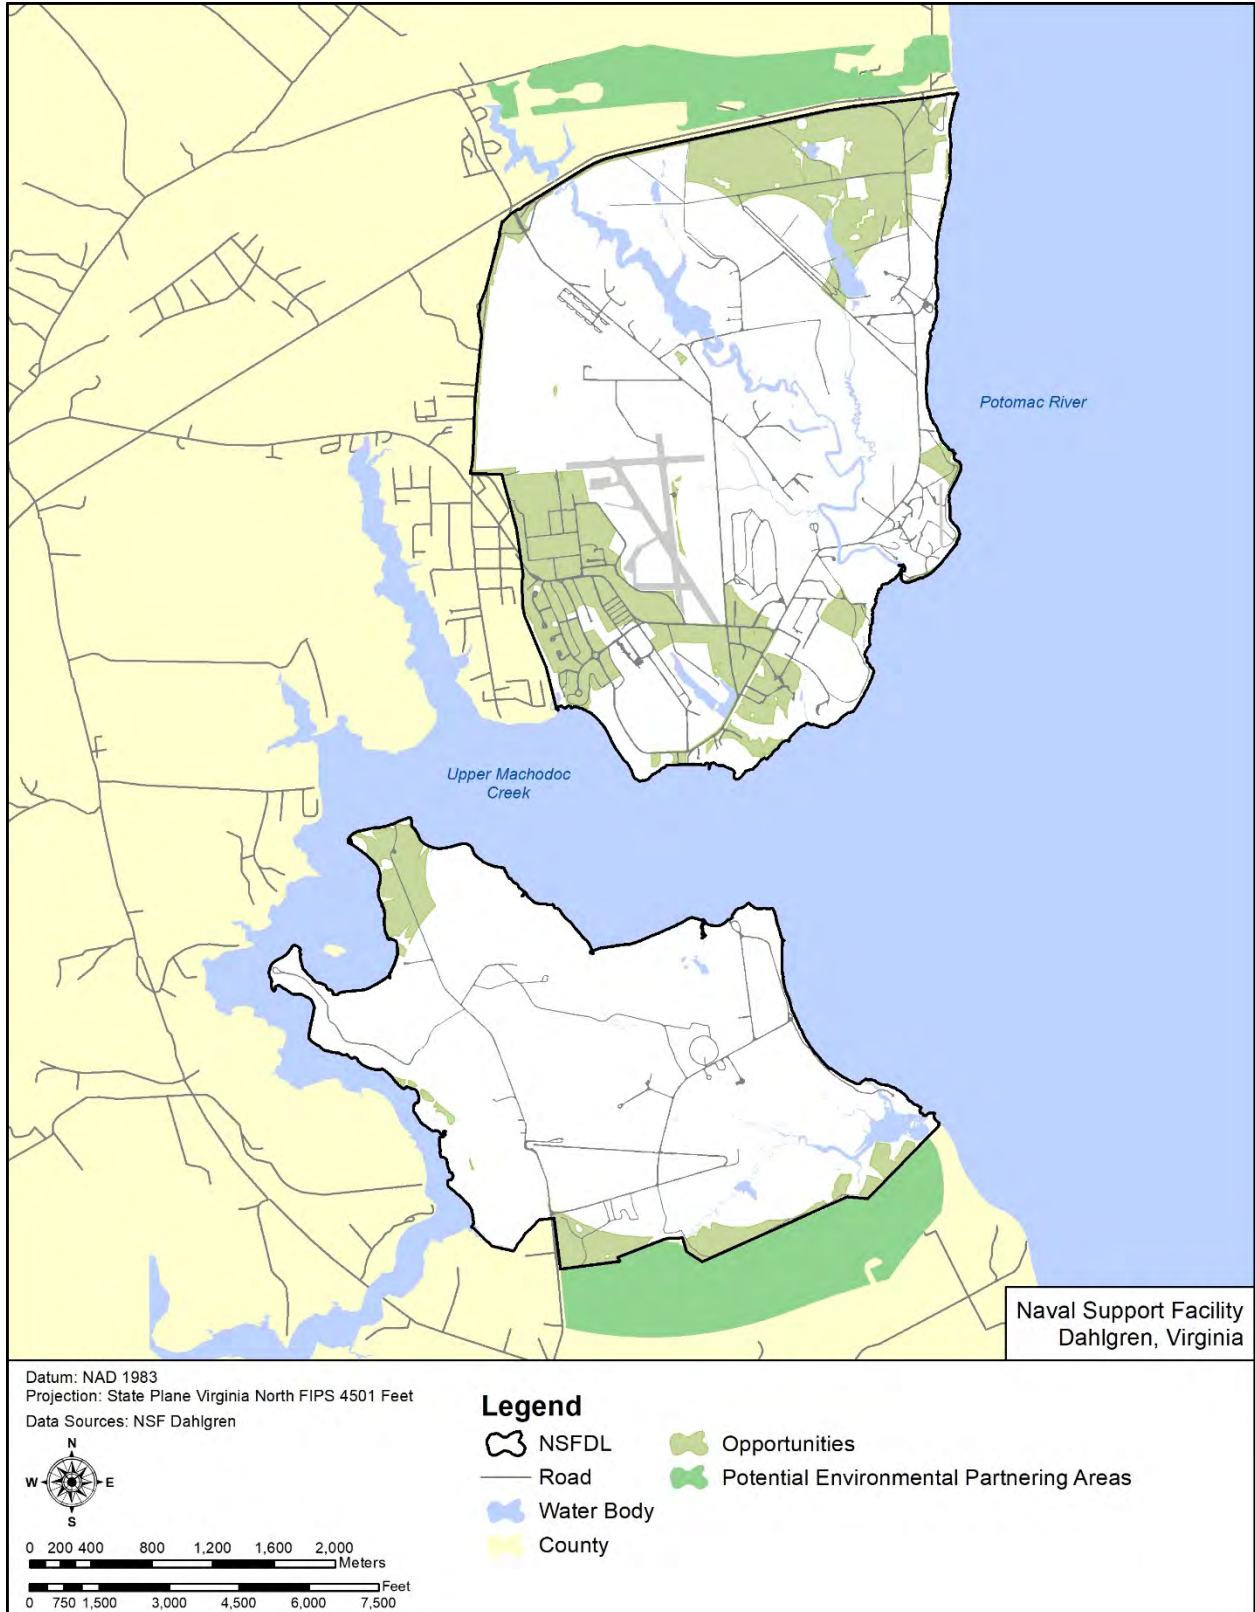 Potomac River
Upper Machodoc
Creek
Naval Support Facility
Dahlgren, Virginia
Datum: NAD 1983
Projection: State Plane Virginia North FIPS 4501 Feet
Data Sources: NSF Dahlgren
N
W E
S
0 200 400 800 1,200 1,600 2,000
Meters
Feet
0 750 1,500 3,000 4,500 6,000 7,500
Legend
NSFDL
Road
Water Body
County
Opportunities
Potential Environmental Partnering Areas